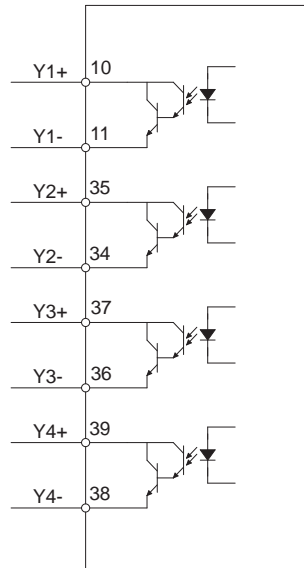 Y1+ 10
Y1- 11
Y2+ 35
Y2- 34
Y3+ 37
Y3- 36
Y4+ 39
Y4- 38